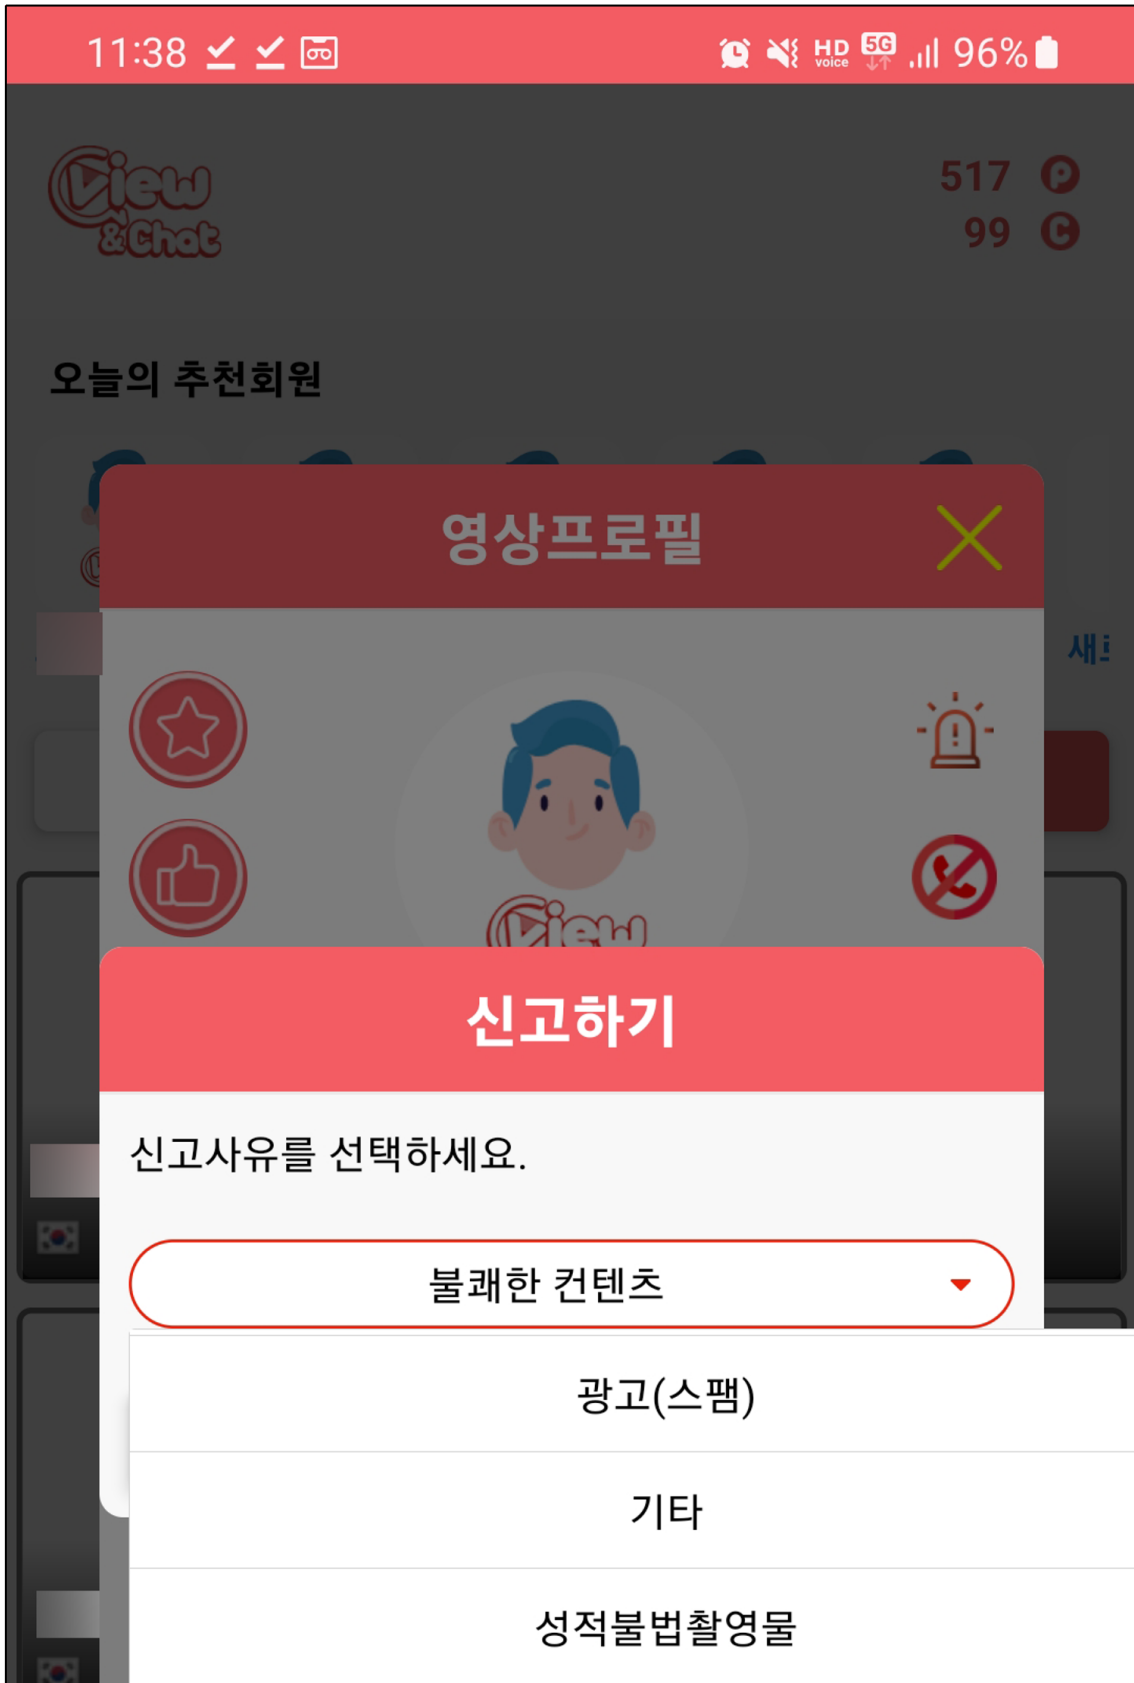 11:38
HD voice 5G 96%
View
&Chat
517 P
99 C
오늘의 추천회원
영상프로필
View
신고하기
신고사유를 선택하세요.
불쾌한 컨텐츠
광고(스팸)
기타
성적불법촬영물